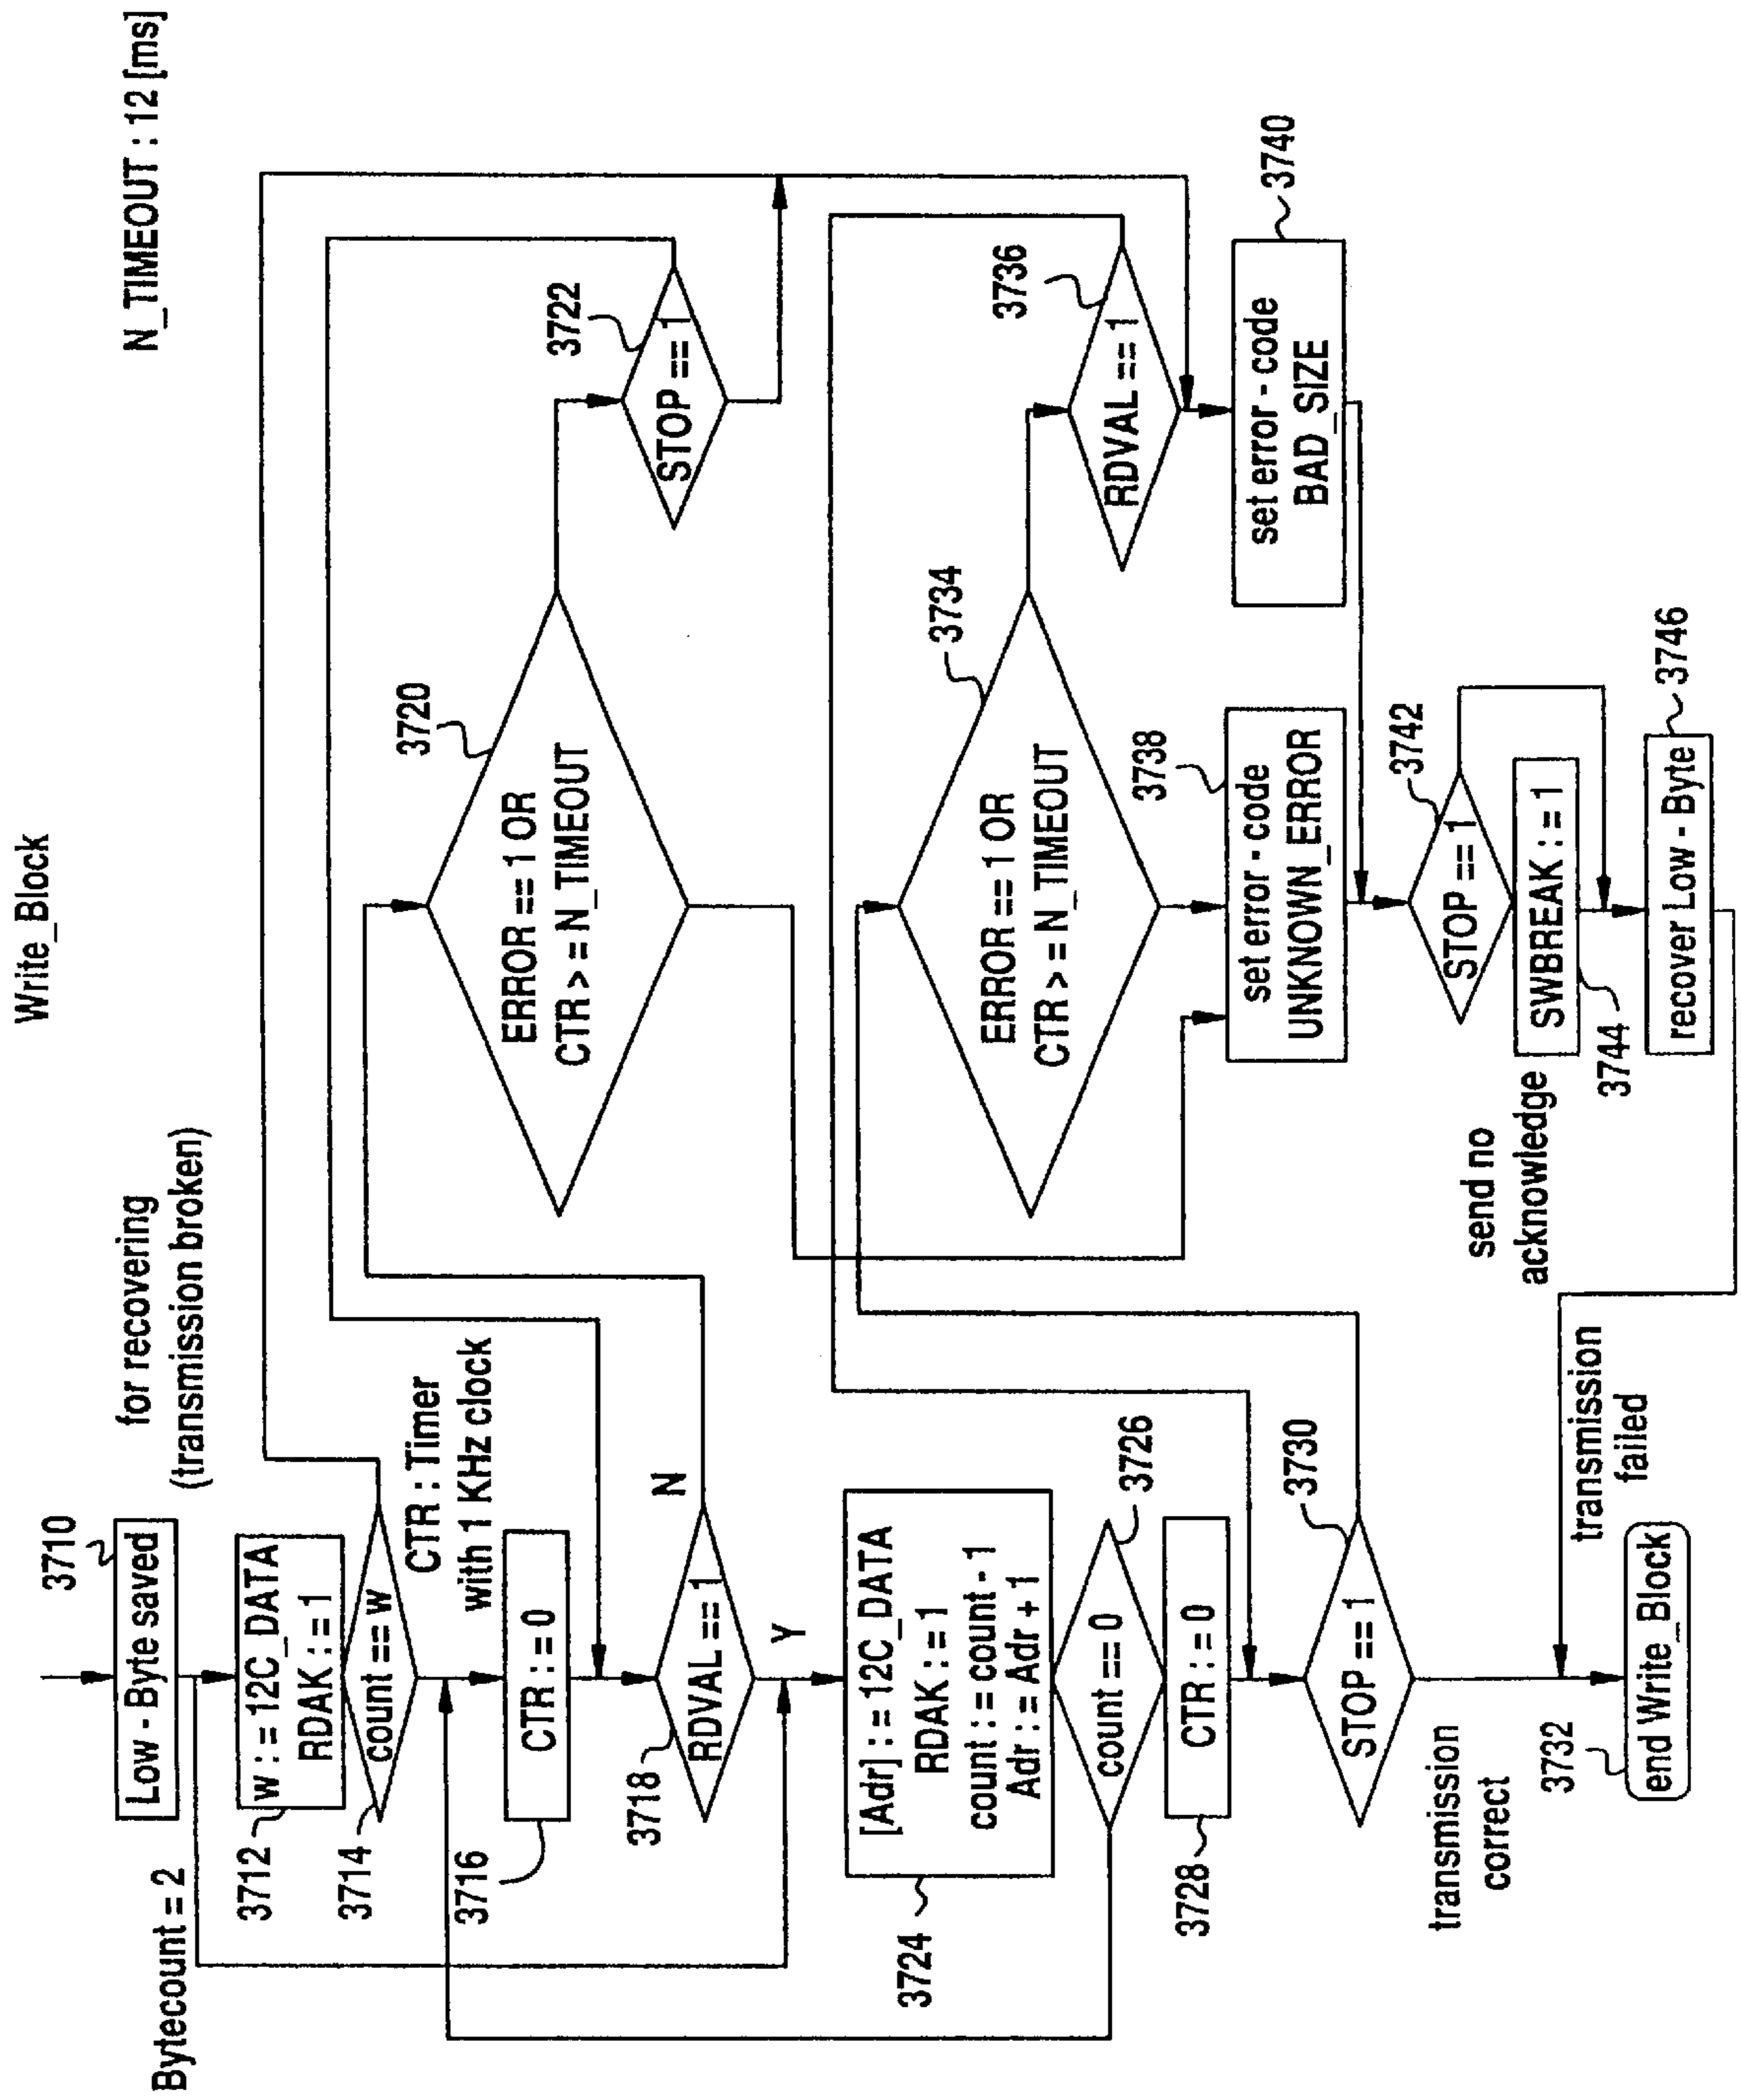 Write_Block
N_TIMEOUT : 12 [ms]
for recovering
(transmission broken)
3710
Low - Byte saved
Bytecount = 2
3712
w : = 12C_DATA
RDAK : = 1
3714
count == w
CTR : Timer
with 1 KHz clock
3716
CTR : = 0
3718
RDVAL == 1
N
Y
3720
ERROR == 1 OR
CTR > = N_TIMEOUT
3722
STOP == 1
3724
[Adr] : = 12C_DATA
RDAK : = 1
count : = count - 1
Adr : = Adr + 1
3726
count == 0
3728
CTR : = 0
3730
STOP == 1
3734
ERROR == 1 OR
CTR > = N_TIMEOUT
3736
RDVAL == 1
3738
set error - code
UNKNOWN_ERROR
3740
set error - code
BAD_SIZE
3742
STOP == 1
send no
acknowledge
SWBREAK : = 1
3744
3746
recover Low - Byte
transmission
correct
transmission
failed
3732
end Write_Block